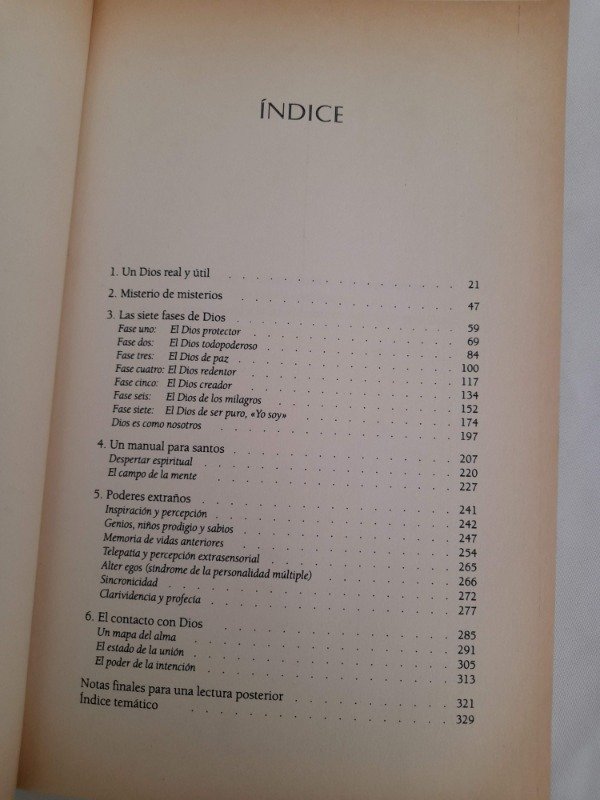 ÍNDICE
1. Un Dios real y útil 21
2. Misterio de misterios 47
3. Las siete fases de Dios 59
Fase uno: El Dios protector 69
Fase dos: El Dios todopoderoso 84
Fase tres: El Dios de paz 100
Fase cuatro: El Dios redentor 117
Fase cinco: El Dios creador 134
Fase seis: El Dios de los milagros 152
Fase siete: El Dios de ser puro, «Yo soy» 174
Dios es como nosotros 197
4. Un manual para santos 207
Despertar espiritual 220
El campo de la mente 227
5. Poderes extraños 241
Inspiración y percepción 242
Genios, niños prodigio y sabios 247
Memoria de vidas anteriores 254
Telepatía y percepción extrasensorial 265
Alter egos (síndrome de la personalidad múltiple) 266
Sincronicidad 272
Clarividencia y profecía 277
6. El contacto con Dios 285
Un mapa del alma 291
El estado de la unión 305
El poder de la intención 313
Notas finales para una lectura posterior 321
Índice temático 329